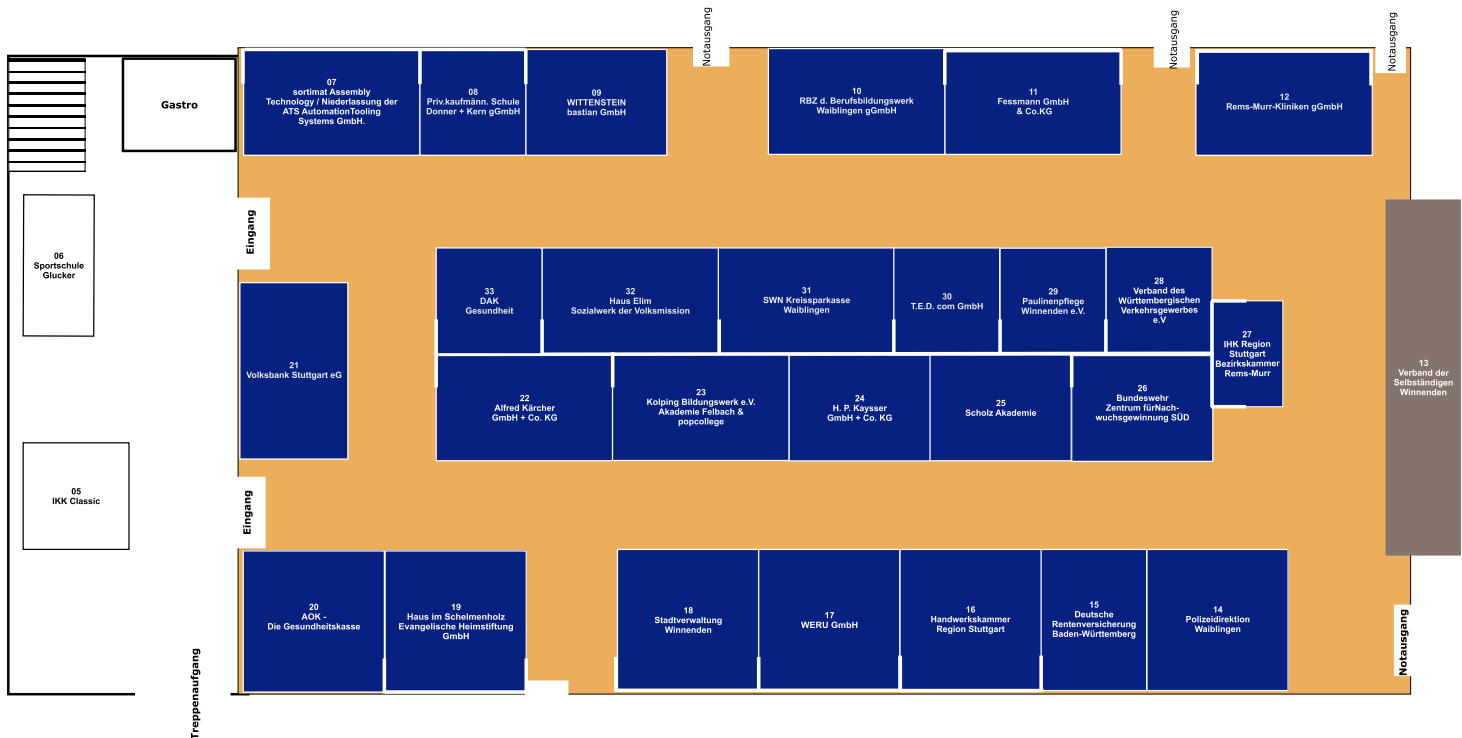 Notausgang
Notausgang
Notausgang
Gastro
07
sortimat Assembly
Technology / Niederlassung der
ATS AutomationTooling
Systems GmbH.
08
Priv.kaufmänn. Schule
Donner + Kern gGmbH
09
WITTENSTEIN
bastian GmbH
10
RBZ d. Berufsbildungswerk
Waiblingen gGmbH
11
Fessmann GmbH
& Co.KG
12
Rems-Murr-Kliniken gGmbH
Eingang
06
Sportschule
Glucker
33
DAK
Gesundheit
32
Haus Elim
Sozialwerk der Volksmission
31
SWN Kreissparkasse
Waiblingen
30
T.E.D. com GmbH
29
Paulinenpflege
Winnenden e.V.
28
Verband des
Württembergischen
Verkehrsgewerbes
e.V
27
IHK Region
Stuttgart
Bezirkskammer
Rems-Murr
13
Verband der
Selbständigen
Winnenden
21
Volksbank Stuttgart eG
22
Alfred Kärcher
GmbH + Co. KG
23
Kolping Bildungswerk e.V.
Akademie Felbach &
popcollege
24
H. P. Kaysser
GmbH + Co. KG
25
Scholz Akademie
26
Bundeswehr
Zentrum fürNach-
wuchsgewinnung SÜD
05
IKK Classic
Eingang
20
AOK -
Die Gesundheitskasse
19
Haus im Schelmenholz
Evangelische Heimstiftung
GmbH
18
Stadtverwaltung
Winnenden
17
WERU GmbH
16
Handwerkskammer
Region Stuttgart
15
Deutsche
Rentenversicherung
Baden-Württemberg
14
Polizeidirektion
Waiblingen
Notausgang
Treppenaufgang